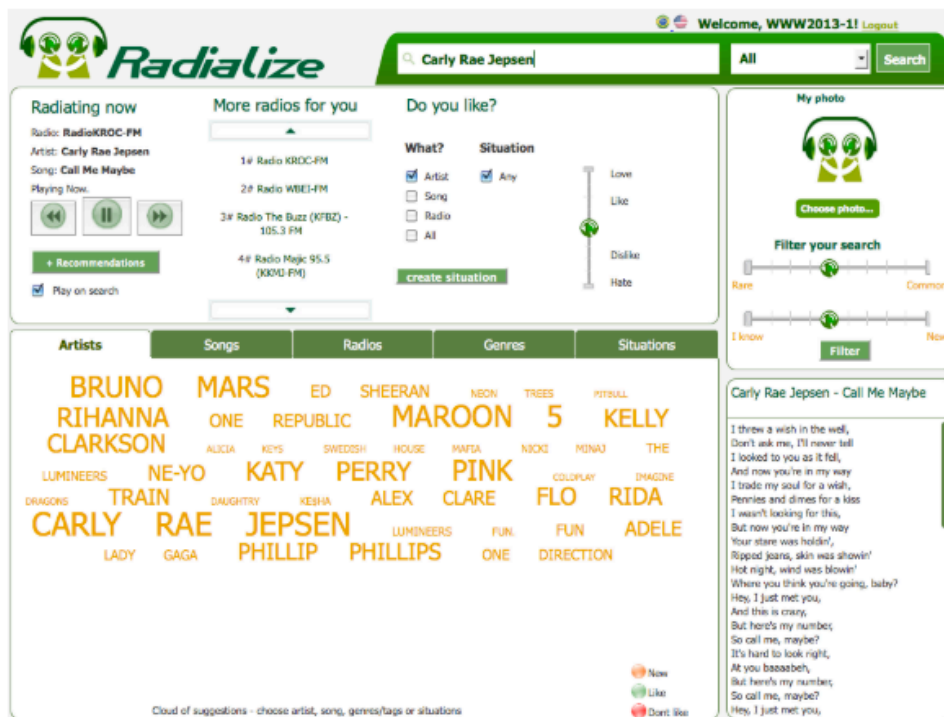 Welcome, WWW2013-1! Logout
Radialize
Carly Rae Jepsen
All
Search
Radiating now
Radio: RadioKROC-FM
Artist: Carly Rae Jepsen
Song: Call Me Maybe
Playing Now.
+ Recommendations
Play on search
More radios for you
1# Radio KROC-FM
2# Radio WBEI-FM
3# Radio The Buzz (KFBZ) -
105.3 FM
4# Radio Majic 95.5
(KKMJ-FM)
Do you like?
What?
Situation
Artist
Any
Song
Radio
All
create situation
Love
Like
Dislike
Hate
My photo
Choose photo...
Filter your search
Rare
Common
I know
New
Filter
Artists
Songs
Radios
Genres
Situations
BRUNO MARS ED SHEERAN NEON TREES PITBULL
RIHANNA ONE REPUBLIC MAROON 5 KELLY
CLARKSON ALICIA KEYS SWEDISH HOUSE MAFIA NICKI MINAJ THE
LUMINEERS NE-YO KATY PERRY PINK COLDPLAY IMAGINE
DRAGONS TRAIN DAUGHTRY KESHA ALEX CLARE FLO RIDA
CARLY RAE JEPSEN LUMINEERS FUN. FUN ADELE
LADY GAGA PHILLIP PHILLIPS ONE DIRECTION
New
Like
Dont like
Cloud of suggestions - choose artist, song, genres/tags or situations
Carly Rae Jepsen - Call Me Maybe
I threw a wish in the well,
Don't ask me, I'll never tell
I looked to you as it fell,
And now you're in my way
I trade my soul for a wish,
Pennies and dimes for a kiss
I wasn't looking for this,
But now you're in my way
Your stare was holdin',
Ripped jeans, skin was showin'
Hot night, wind was blowin'
Where you think you're going, baby?
Hey, I just met you,
And this is crazy,
But here's my number,
So call me, maybe?
It's hard to look right,
At you baaaabeh,
But here's my number,
So call me, maybe?
Hey, I just met you,